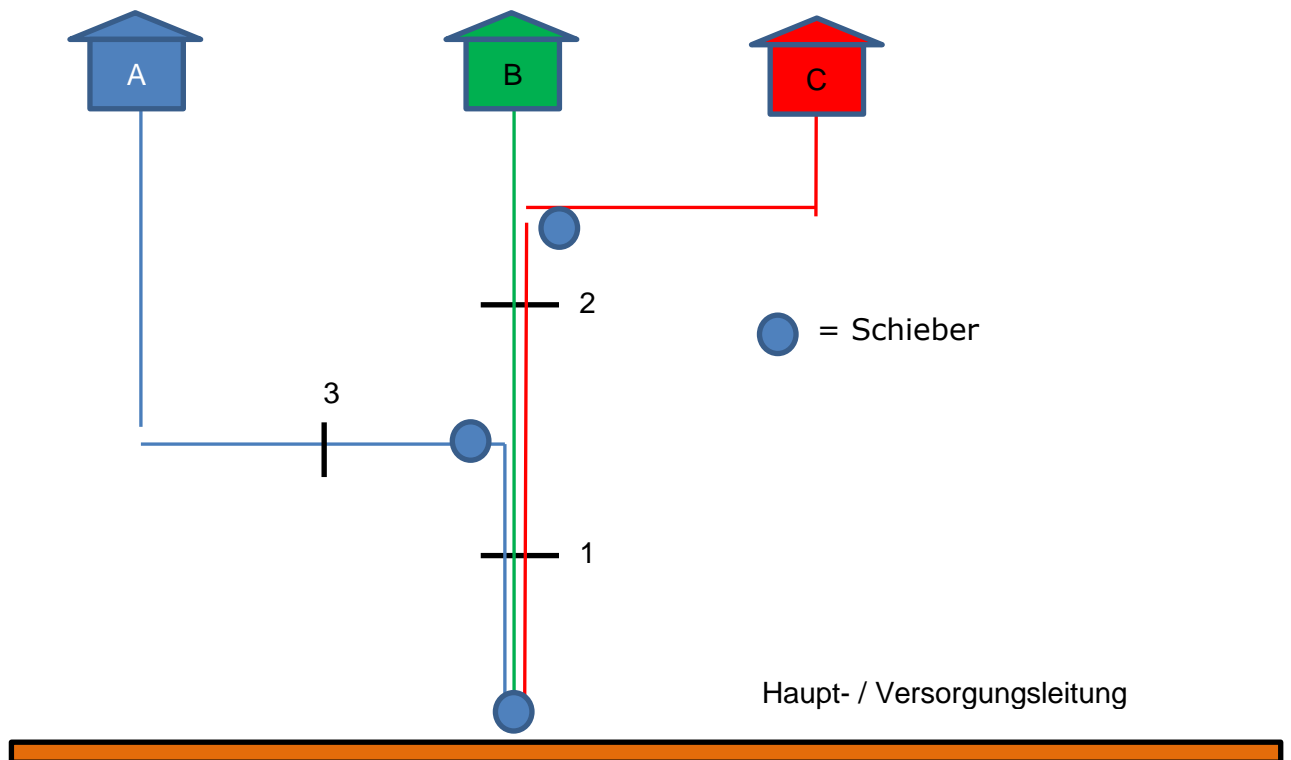 A
B
C
2
= Schieber
3
1
Haupt- / Versorgungsleitung